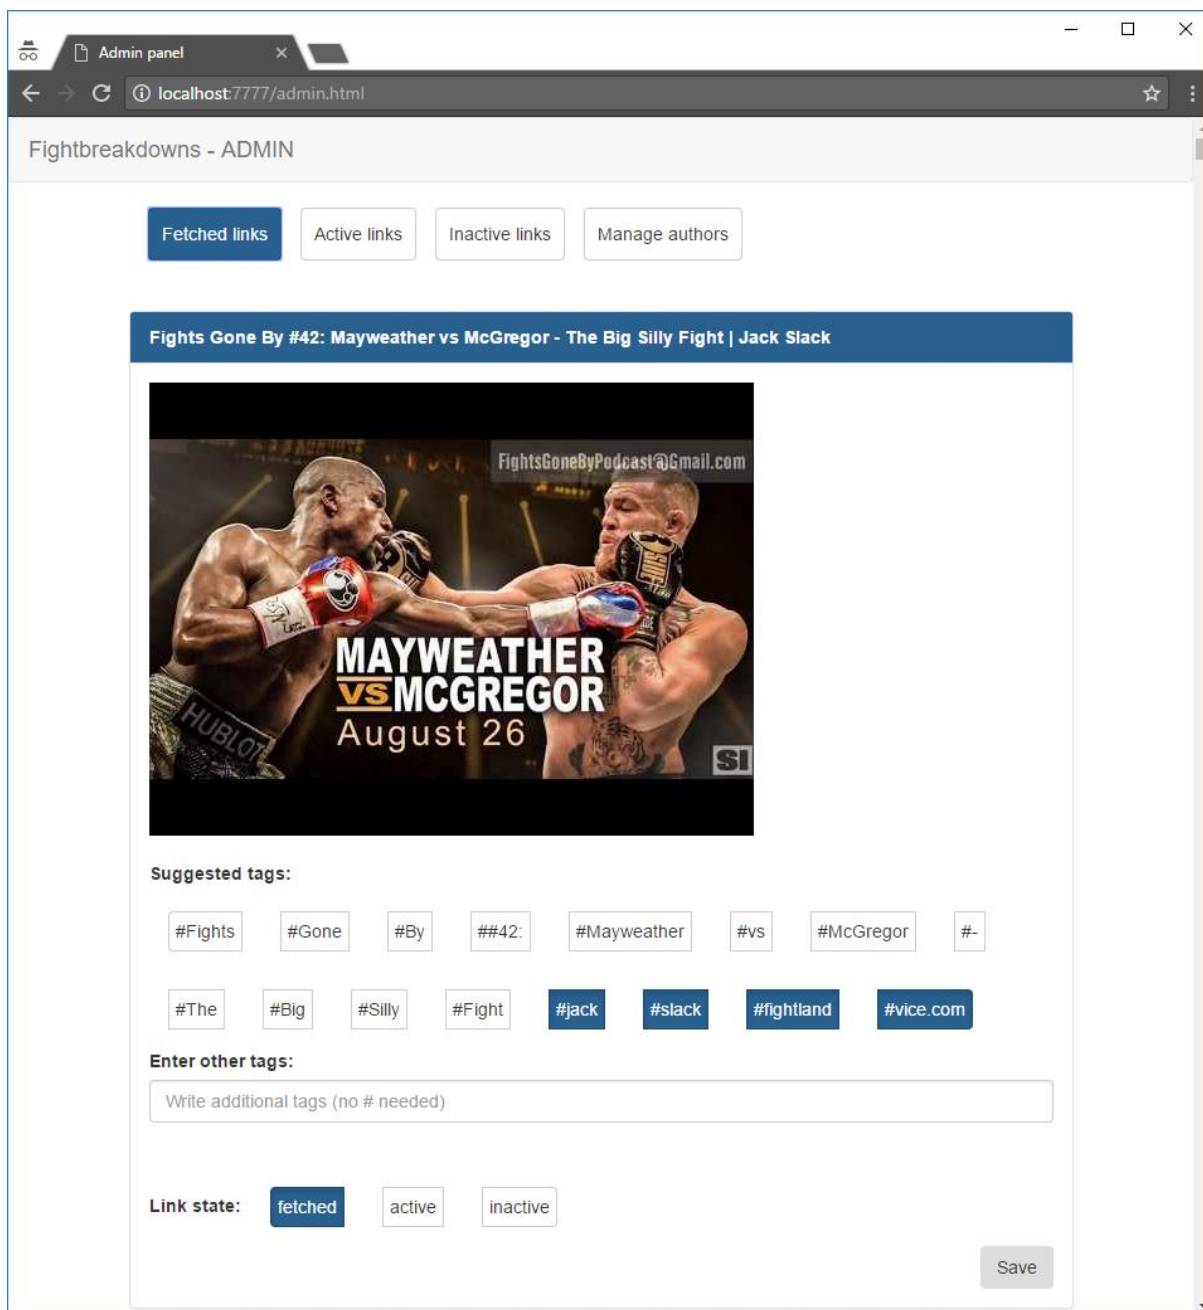 Admin panel
localhost:7777/admin.html
Fightbreakdowns - ADMIN
Fetched links Active links Inactive links Manage authors
Fights Gone By #42: Mayweather vs McGregor - The Big Silly Fight | Jack Slack
FightsGoneByPodcast@Gmail.com
MAYWEATHER
VS MCGREGOR
August 26
HUBLOT
SI
Suggested tags:
#Fights #Gone #By ##42: #Mayweather #vs #McGregor #-
#The #Big #Silly #Fight #jack #slack #fightland #vice.com
Enter other tags:
Write additional tags (no # needed)
Link state: fetched active inactive
Save